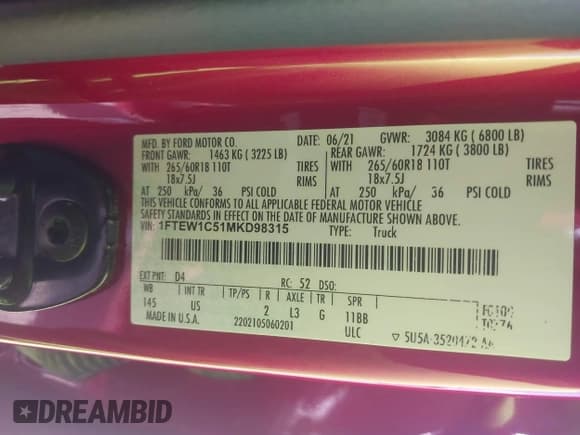 MFD. BY FORD MOTOR CO. DATE: 06/21 GVWR: 3084 KG ( 6800 LB)
FRONT GAWR: 1463 KG ( 3225 LB) REAR GAWR: 1724 KG ( 3800 LB)
WITH 265/60R18 110T TIRES WITH 265/60R18 110T TIRES
18x7.5J RIMS 18x7.5J RIMS
AT 250 kPa/ 36 PSI COLD AT 250 kPa/ 36 PSI COLD
THIS VEHICLE CONFORMS TO ALL APPLICABLE FEDERAL MOTOR VEHICLE
SAFETY STANDARDS IN EFFECT ON THE DATE OF MANUFACTURE SHOWN ABOVE.
VIN: 1FTEW1C51MKD98315 TYPE: Truck
EXT PNT: D4 RC: 52 DSO:
WB INT TR TP/PS R AXLE TR SPR
145 US 2 L3 G 11BB
MADE IN U.S.A. 2202105060201 ULC
DREAMBID